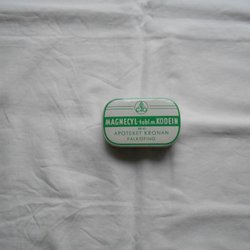 MAGNECYL-tabl.m.KODEIN
APOTEKET KRONAN
FALKÖPING